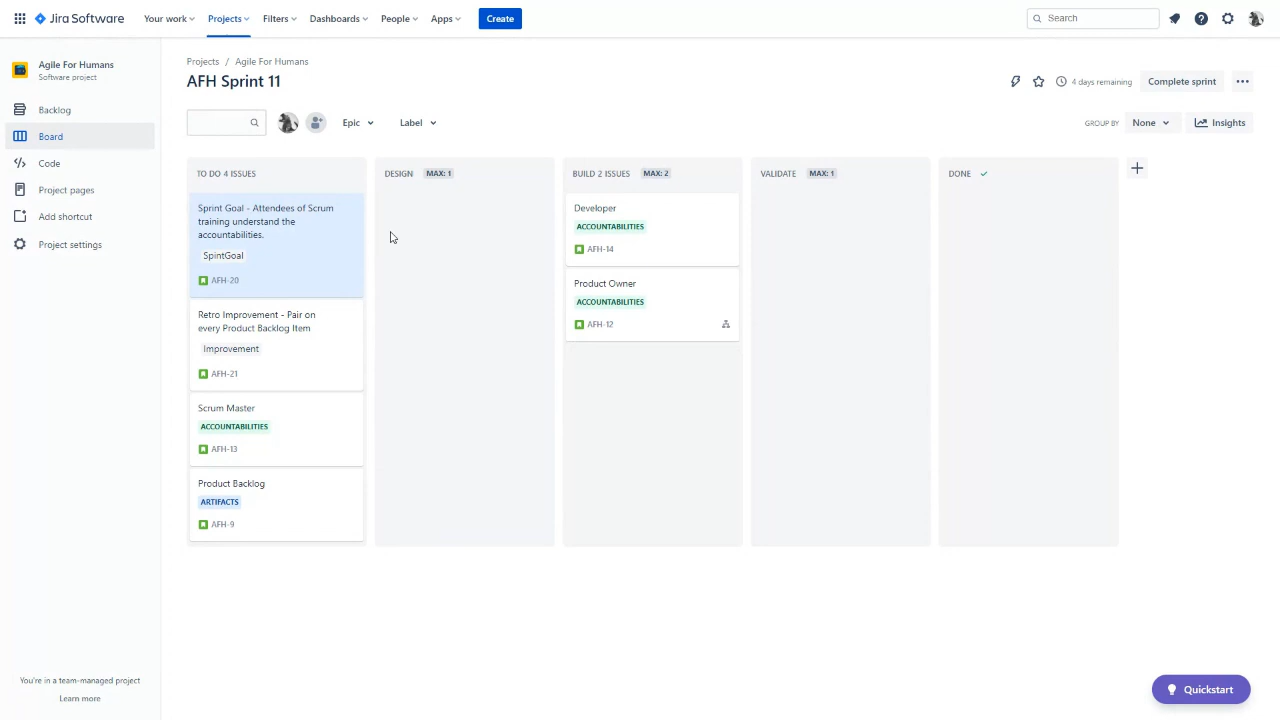 Jira Software
Your work
Projects
Filters
Dashboards
People
Apps
Create
Search
Agile For Humans
Software project
Backlog
Board
Code
Project pages
Add shortcut
Project settings
You're in a team-managed project
Learn more
Projects / Agile For Humans
AFH Sprint 11
4 days remaining
Complete sprint
Epic
Label
GROUP BY
None
Insights
TO DO 4 ISSUES
Sprint Goal - Attendees of Scrum
training understand the
accountabilities.
SpintGoal
AFH-20
Retro Improvement - Pair on
every Product Backlog Item
Improvement
AFH-21
Scrum Master
ACCOUNTABILITIES
AFH-13
Product Backlog
ARTIFACTS
AFH-9
DESIGN MAX: 1
BUILD 2 ISSUES MAX: 2
Developer
ACCOUNTABILITIES
AFH-14
Product Owner
ACCOUNTABILITIES
AFH-12
VALIDATE MAX: 1
DONE
Quickstart